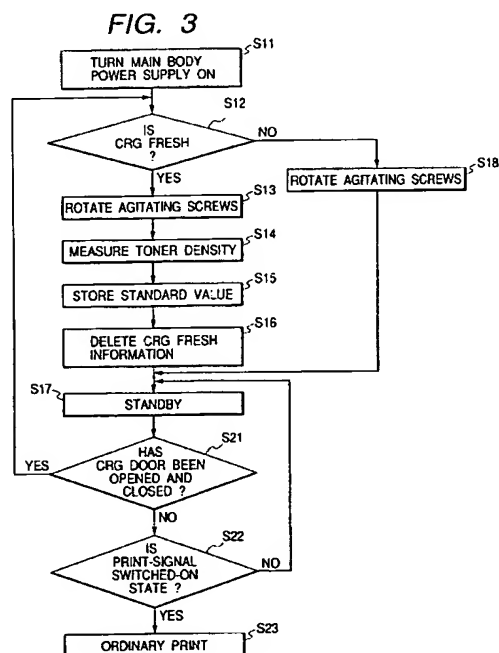 FIG. 3
S11
TURN MAIN BODY
POWER SUPPLY ON
S12
IS
CRG FRESH
?
NO
YES
S18
ROTATE AGITATING SCREWS
S13
ROTATE AGITATING SCREWS
S14
MEASURE TONER DENSITY
S15
STORE STANDARD VALUE
S16
DELETE CRG FRESH
INFORMATION
S17
STANDBY
S21
HAS
CRG DOOR BEEN
OPENED AND
CLOSED ?
YES
NO
S22
IS
PRINT-SIGNAL
SWITCHED-ON
STATE ?
NO
YES
S23
ORDINARY PRINT